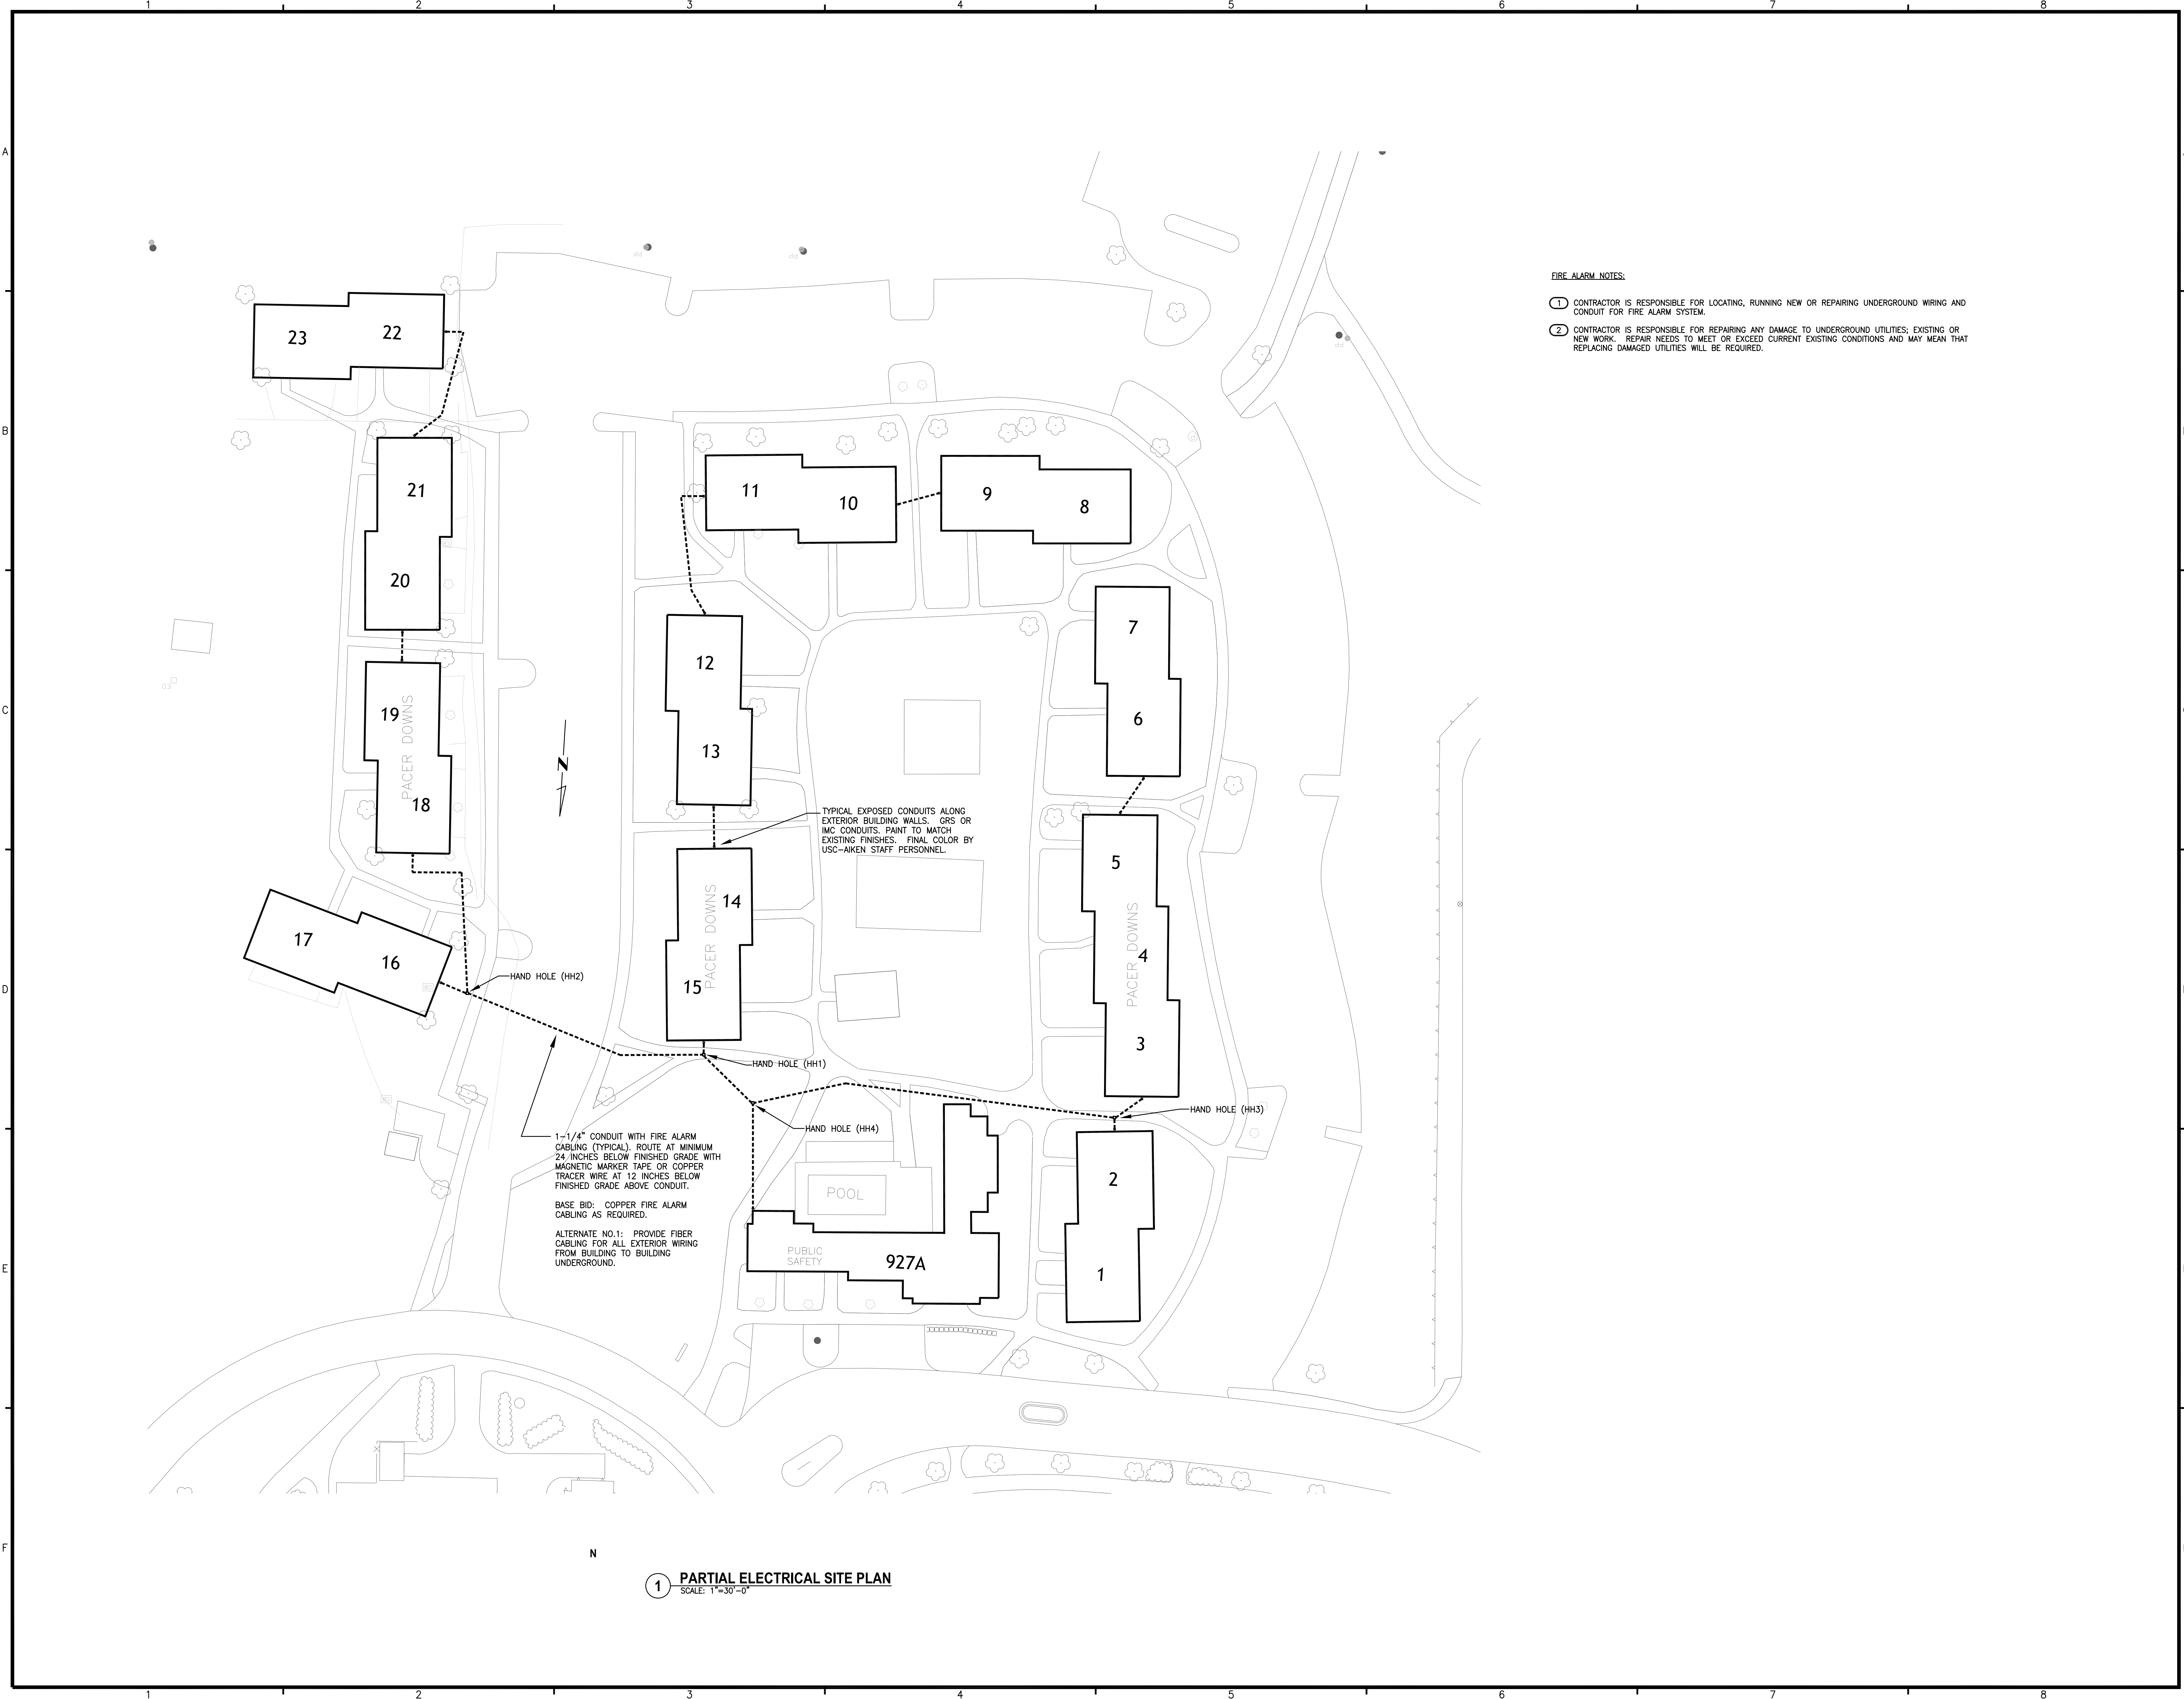 1 2 3 4 5 6 7 8
A
B
C
D
E
F
FIRE ALARM NOTES:
1 CONTRACTOR IS RESPONSIBLE FOR LOCATING, RUNNING NEW OR REPAIRING UNDERGROUND WIRING AND
CONDUIT FOR FIRE ALARM SYSTEM.
2 CONTRACTOR IS RESPONSIBLE FOR REPAIRING ANY DAMAGE TO UNDERGROUND UTILITIES; EXISTING OR
NEW WORK. REPAIR NEEDS TO MEET OR EXCEED CURRENT EXISTING CONDITIONS AND MAY MEAN THAT
REPLACING DAMAGED UTILITIES WILL BE REQUIRED.
23
22
21
20
19
PACER DOWNS
18
17
16
11
10
9
8
12
13
7
6
N
TYPICAL EXPOSED CONDUITS ALONG
EXTERIOR BUILDING WALLS. GRS OR
IMC CONDUITS. PAINT TO MATCH
EXISTING FINISHES. FINAL COLOR BY
USC-AIKEN STAFF PERSONNEL.
14
PACER DOWNS
15
5
PACER DOWNS
4
3
HAND HOLE (HH2)
HAND HOLE (HH1)
HAND HOLE (HH3)
HAND HOLE (HH4)
1-1/4" CONDUIT WITH FIRE ALARM
CABLING (TYPICAL). ROUTE AT MINIMUM
24 INCHES BELOW FINISHED GRADE WITH
MAGNETIC MARKER TAPE OR COPPER
TRACER WIRE AT 12 INCHES BELOW
FINISHED GRADE ABOVE CONDUIT.
BASE BID: COPPER FIRE ALARM
CABLING AS REQUIRED.
ALTERNATE NO.1: PROVIDE FIBER
CABLING FOR ALL EXTERIOR WIRING
FROM BUILDING TO BUILDING
UNDERGROUND.
POOL
PUBLIC
SAFETY
927A
2
1
N
1 PARTIAL ELECTRICAL SITE PLAN
SCALE: 1"=30'-0"
1 2 3 4 5 6 7 8